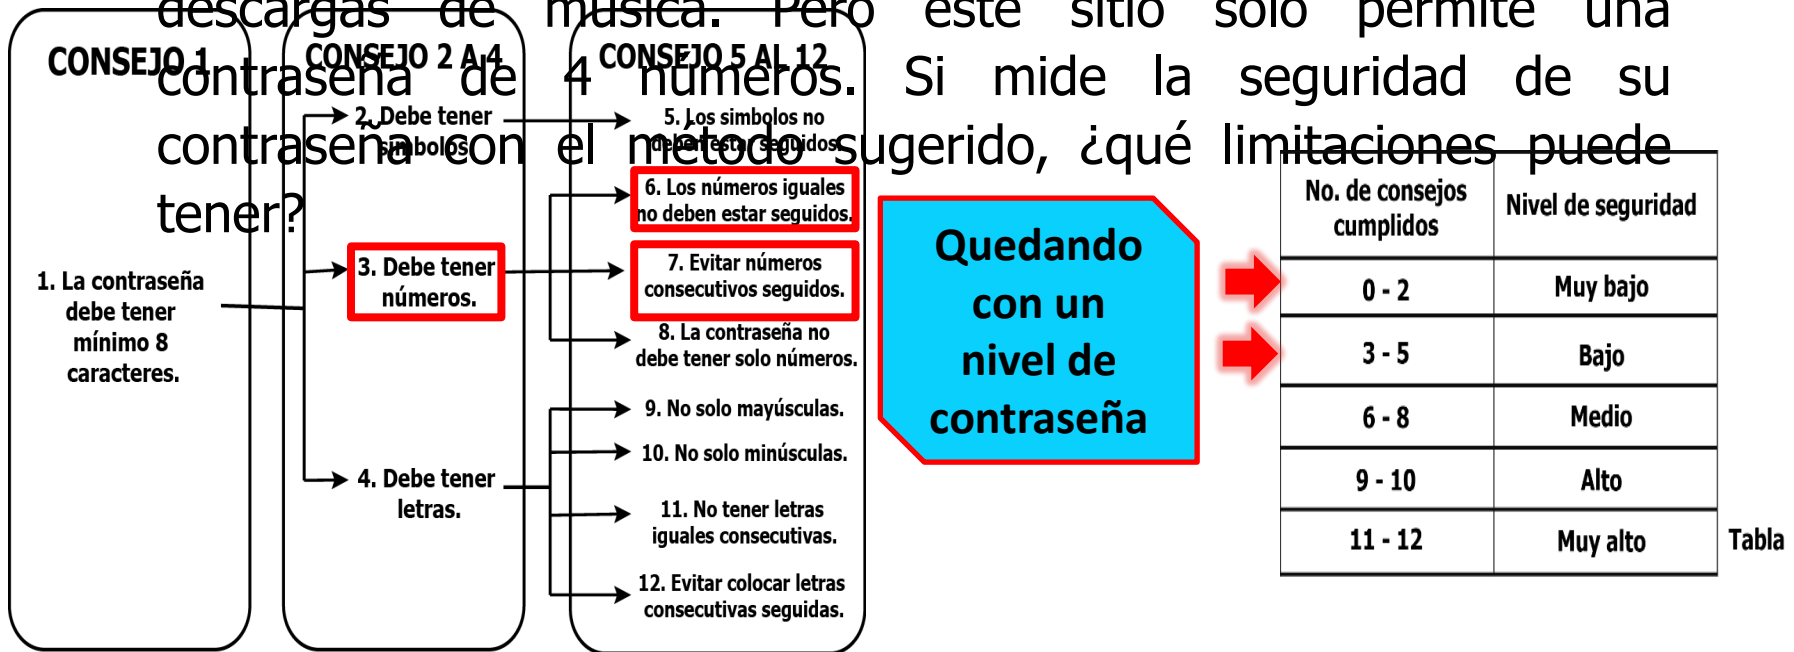 descargas de música. Pero este sitio solo permite una
contraseña de 4 números. Si mide la seguridad de su
contraseña con el método sugerido, ¿qué limitaciones puede
tener?
CONSEJO 1
1. La contraseña
debe tener
mínimo 8
caracteres.
CONSEJO 2 A 4
2. Debe tener
simbolos.
3. Debe tener
números.
4. Debe tener
letras.
CONSEJO 5 AL 12
5. Los simbolos no
deben estar seguidos.
6. Los números iguales
no deben estar seguidos.
7. Evitar números
consecutivos seguidos.
8. La contraseña no
debe tener solo números.
9. No solo mayúsculas.
10. No solo minúsculas.
11. No tener letras
iguales consecutivas.
12. Evitar colocar letras
consecutivas seguidas.
Quedando
con un
nivel de
contraseña
No. de consejos
cumplidos
Nivel de seguridad
0 - 2 Muy bajo
3 - 5 Bajo
6 - 8 Medio
9 - 10 Alto
11 - 12 Muy alto
Tabla